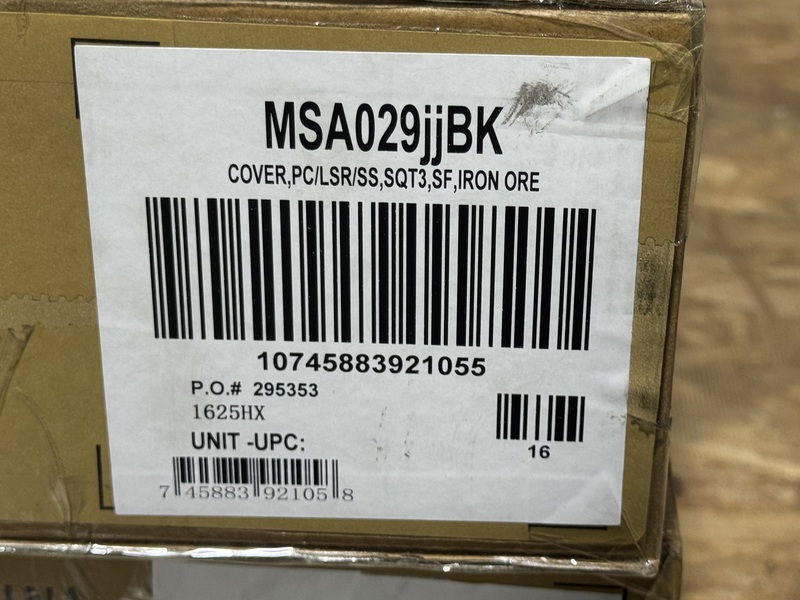 MSA029jjBK
COVER,PC/LSR/SS,SQT3,SF,IRON ORE
10745883921055
P.O.# 295353
1625HX
16
UNIT -UPC:
7 45883 92105 8